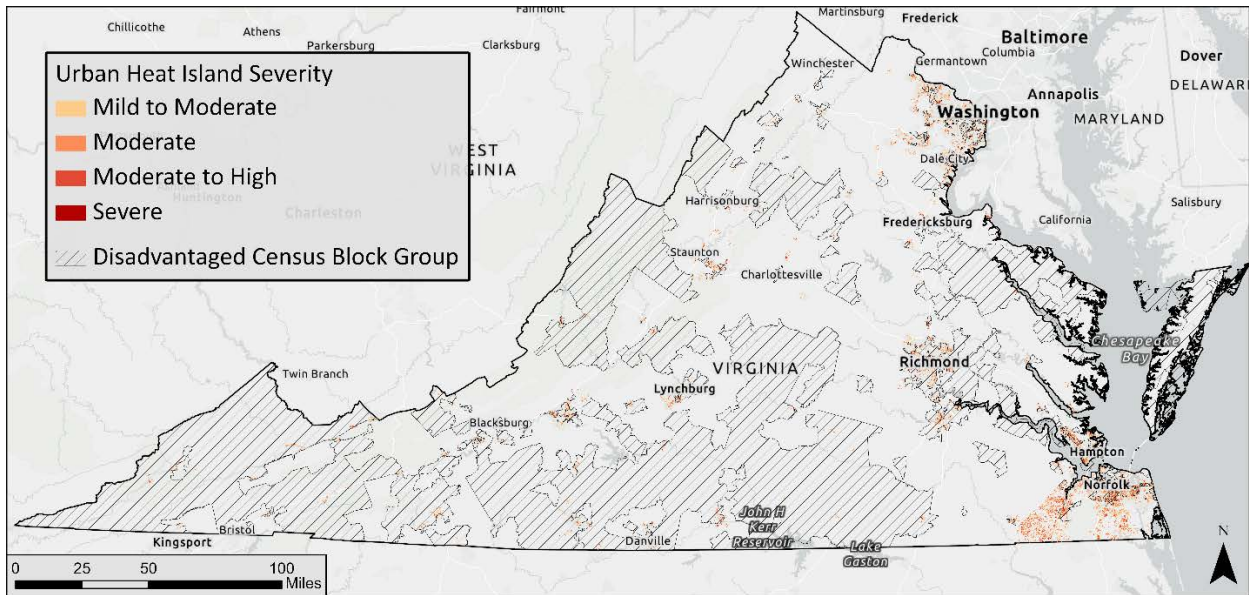 Chillicothe
Athens
Parkersburg
Fairmont
Clarksburg
Martinsburg
Frederick
Baltimore
Columbia
Dover
Winchester
Germantown
Annapolis
DELAWARE
Washington
MARYLAND
Urban Heat Island Severity
Mild to Moderate
Moderate
Moderate to High
Severe
Disadvantaged Census Block Group
WEST
VIRGINIA
Huntington
Charleston
Dale City
Salisbury
Harrisonburg
California
Fredericksburg
Staunton
Charlottesville
Chesapeake
Bay
Richmond
VIRGINIA
Twin Branch
Lynchburg
Blacksburg
Hampton
Norfolk
John H
Kerr
Reservoir
Bristol
Danville
Kingsport
Lake
Gaston
N
0 25 50 100
Miles